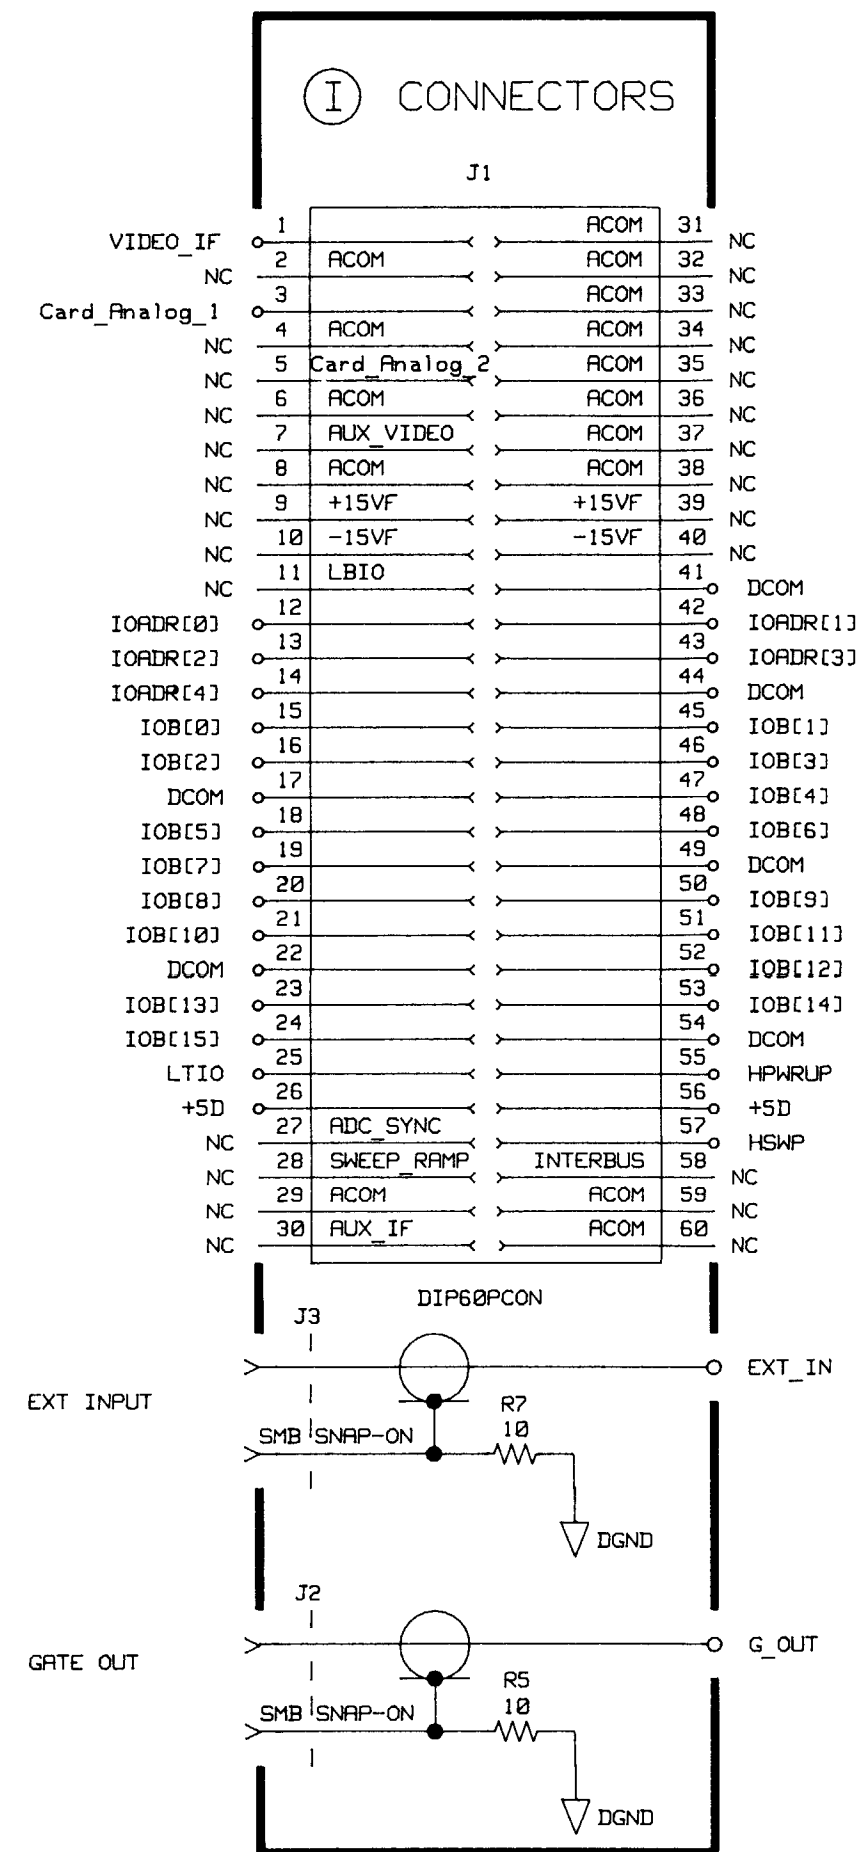 I CONNECTORS
J1
1 ACOM 31
VIDEO_IF NC
2 ACOM ACOM 32
NC NC
3 ACOM 33
Card_Analog_1 NC
4 ACOM ACOM 34
NC NC
5 Card_Analog_2 ACOM 35
NC NC
6 ACOM ACOM 36
NC NC
7 AUX_VIDEO ACOM 37
NC NC
8 ACOM ACOM 38
NC NC
9 +15VF +15VF 39
NC NC
10 -15VF -15VF 40
NC NC
11 LBIO 41
NC DCOM
12 42
IOADR[0] IOADR[1]
13 43
IOADR[2] IOADR[3]
14 44
IOADR[4] DCOM
15 45
IOB[0] IOB[1]
16 46
IOB[2] IOB[3]
17 47
DCOM IOB[4]
18 48
IOB[5] IOB[6]
19 49
IOB[7] DCOM
20 50
IOB[8] IOB[9]
21 51
IOB[10] IOB[11]
22 52
DCOM IOB[12]
23 53
IOB[13] IOB[14]
24 54
IOB[15] DCOM
25 55
LTIO HPWRUP
26 56
+5D +5D
27 ADC_SYNC 57
NC HSWP
28 SWEEP_RAMP INTERBUS 58
NC NC
29 ACOM ACOM 59
NC NC
30 AUX_IF ACOM 60
NC NC
DIP60PCON
J3
EXT_IN
EXT INPUT
R7
10
SMB SNAP-ON
DGND
J2
G_OUT
GATE OUT
R5
10
SMB SNAP-ON
DGND